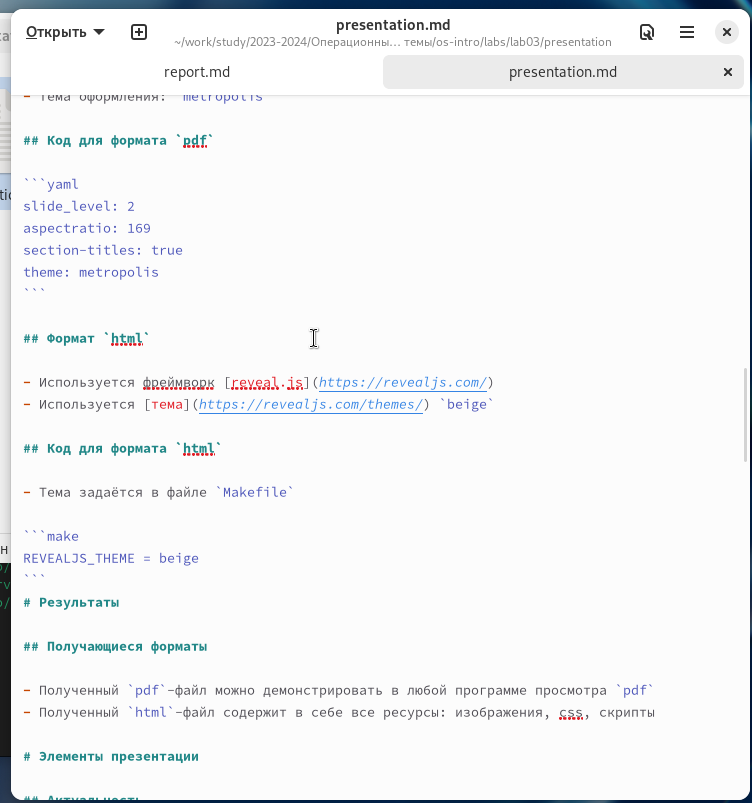 Открыть
presentation.md
~/work/study/2023-2024/Операционны… темы/os-intro/labs/lab03/presentation
report.md
presentation.md
- Тема оформления: `metropolis`
## Код для формата `pdf`
```yaml
slide_level: 2
aspectratio: 169
section-titles: true
theme: metropolis
```
## Формат `html`
- Используется фреймворк [reveal.js](https://revealjs.com/)
- Используется [тема](https://revealjs.com/themes/) `beige`
## Код для формата `html`
- Тема задаётся в файле `Makefile`
```make
REVEALJS_THEME = beige
```
# Результаты
## Получающиеся форматы
- Полученный `pdf`-файл можно демонстрировать в любой программе просмотра `pdf`
- Полученный `html`-файл содержит в себе все ресурсы: изображения, css, скрипты
# Элементы презентации
## Актуальность